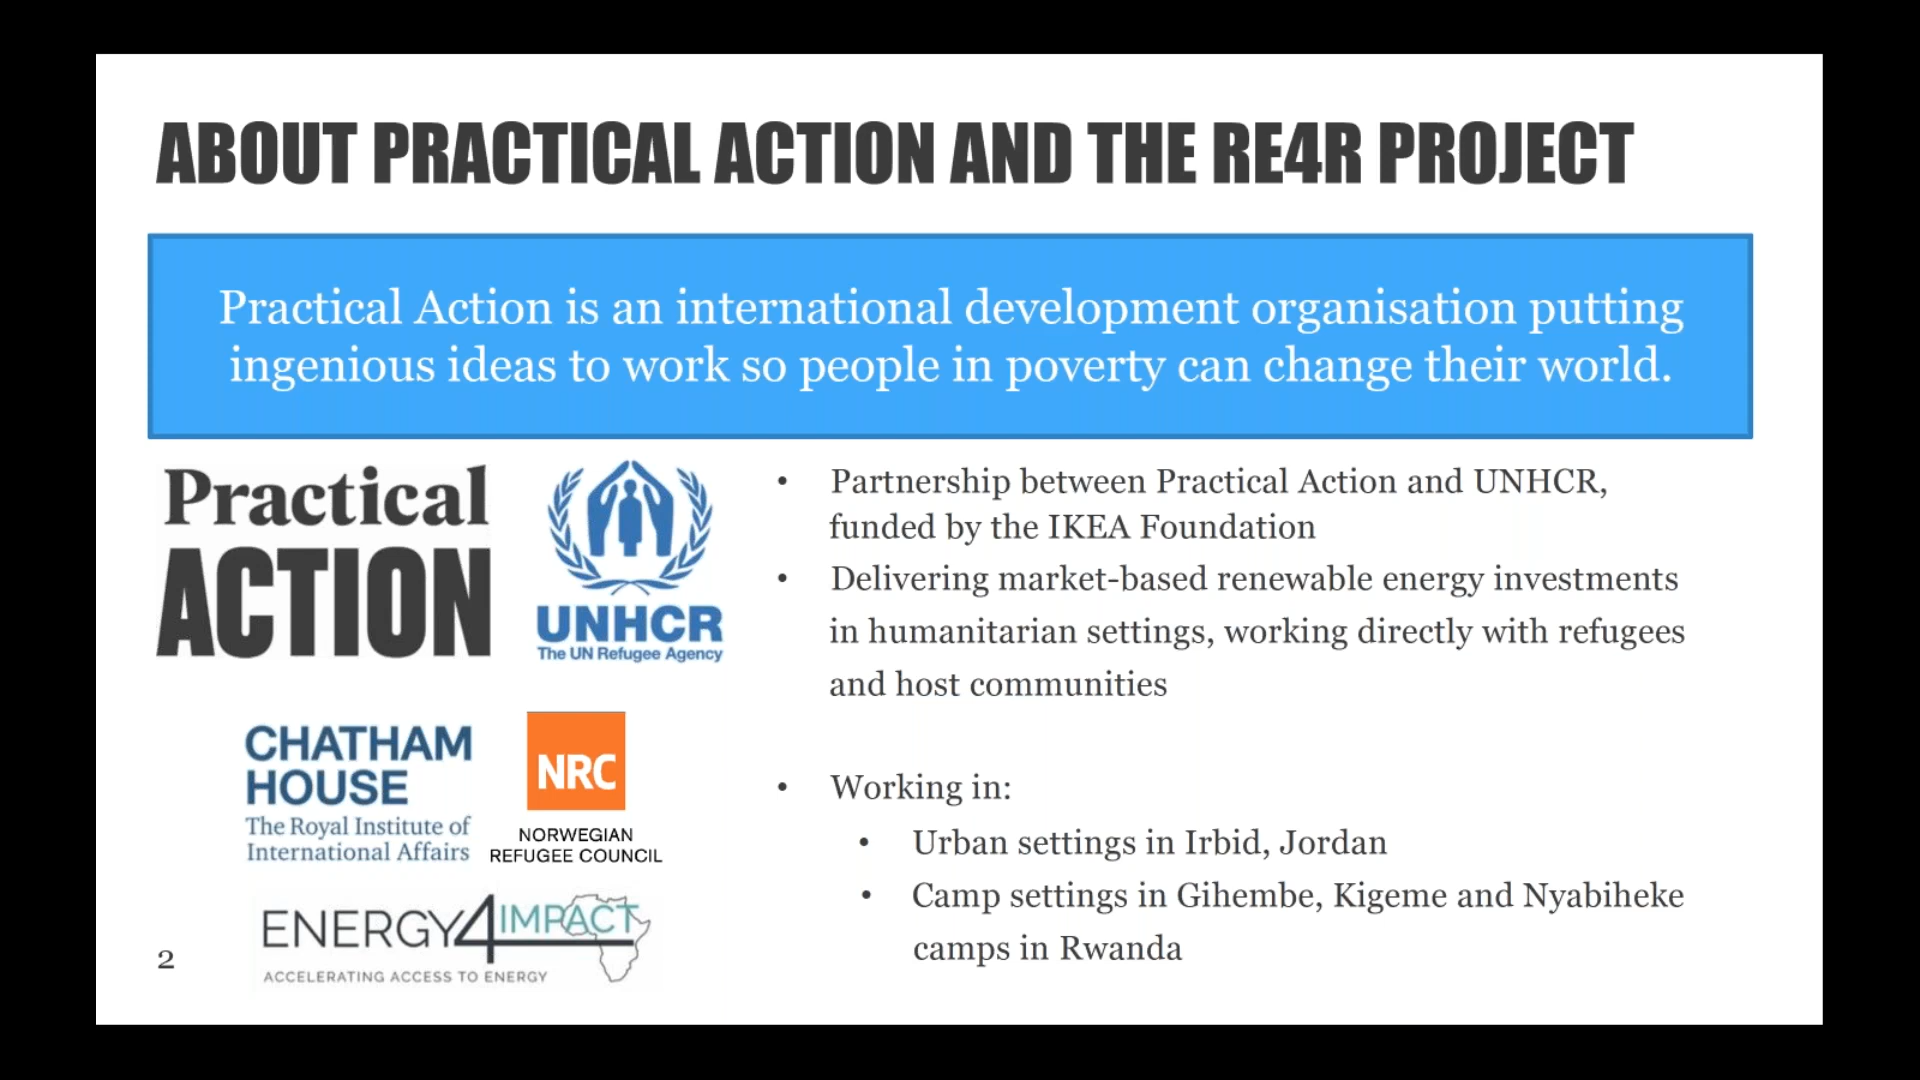 ABOUT PRACTICAL ACTION AND THE RE4R PROJECT
Practical Action is an international development organisation putting
ingenious ideas to work so people in poverty can change their world.
Practical
ACTION
UNHCR
The UN Refugee Agency
CHATHAM
HOUSE
The Royal Institute of
International Affairs
NRC
NORWEGIAN
REFUGEE COUNCIL
ENERGY4IMPACT
ACCELERATING ACCESS TO ENERGY
• Partnership between Practical Action and UNHCR,
funded by the IKEA Foundation
• Delivering market-based renewable energy investments
in humanitarian settings, working directly with refugees
and host communities
• Working in:
• Urban settings in Irbid, Jordan
• Camp settings in Gihembe, Kigeme and Nyabiheke
camps in Rwanda
2